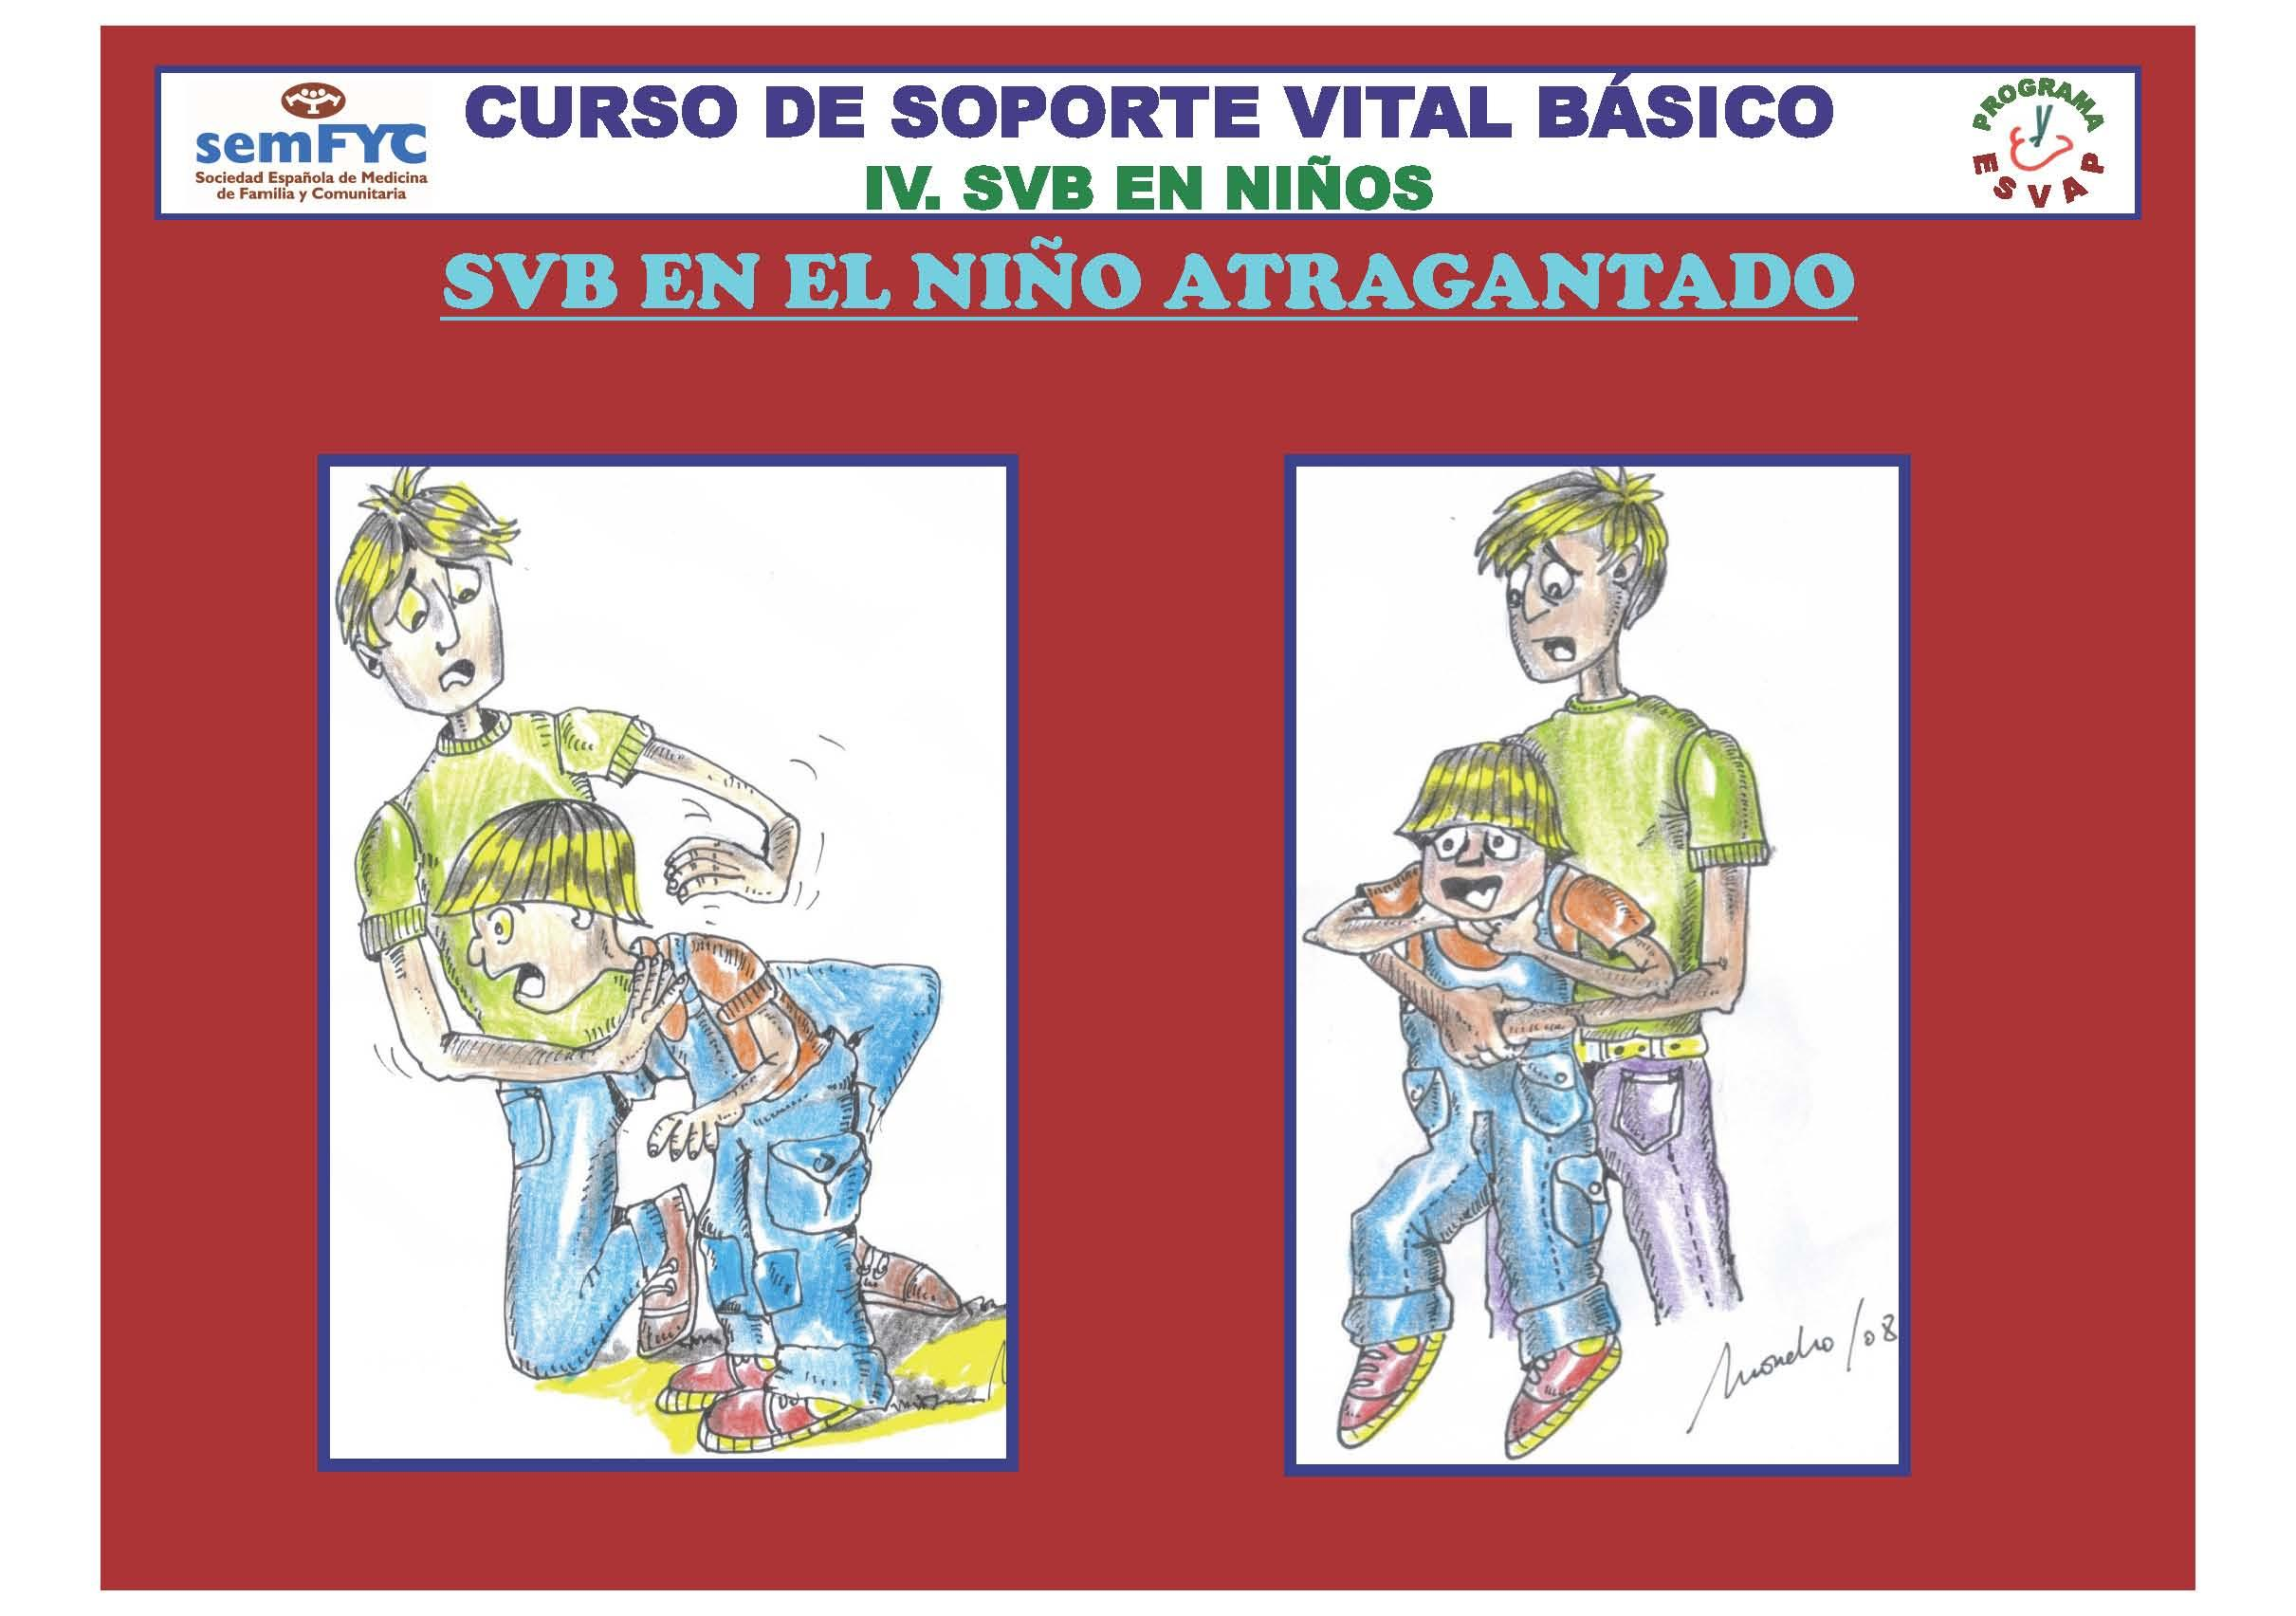 semFYC
Sociedad Española de Medicina
de Familia y Comunitaria
CURSO DE SOPORTE VITAL BÁSICO
IV. SVB EN NIÑOS
PROGRAMA
ESVAP
SVB EN EL NIÑO ATRAGANTADO
/08